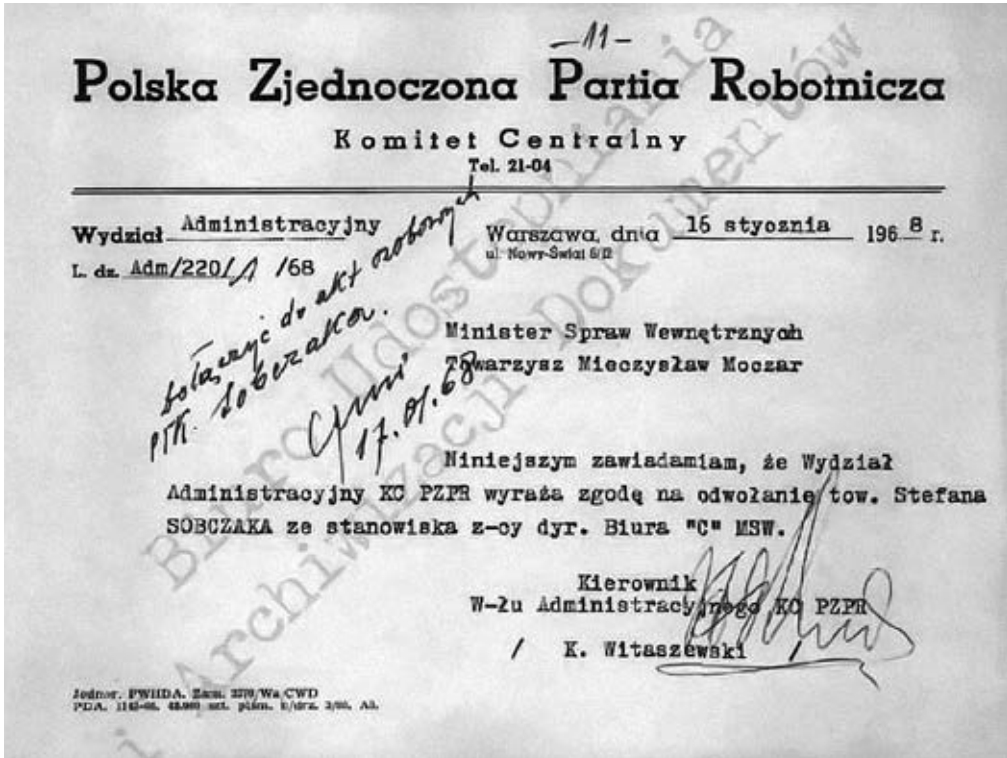 -11-
Polska Zjednoczona Partia Robotnicza
Komitet Centralny
Tel. 21-04
Wydział Administracyjny
Warszawa, dnia 16 stycznia 1968 r.
ul. Nowy-Świat 6/12
L. dz. Adm/220/1/68
dołączyć do akt osobowych
płk. Sobczaka.
17.01.68
Minister Spraw Wewnętrznych
Towarzysz Mieczysław Moczar
Niniejszym zawiadamiam, że Wydział
Administracyjny KC PZPR wyraża zgodę na odwołanie tow. Stefana
SOBCZAKA ze stanowiska z-cy dyr. Biura "C" MSW.
Kierownik
W-łu Administracyjnego KC PZPR
/ K. Witaszewski /
Biuro Udostępniania
i Archiwizacji Dokumentów